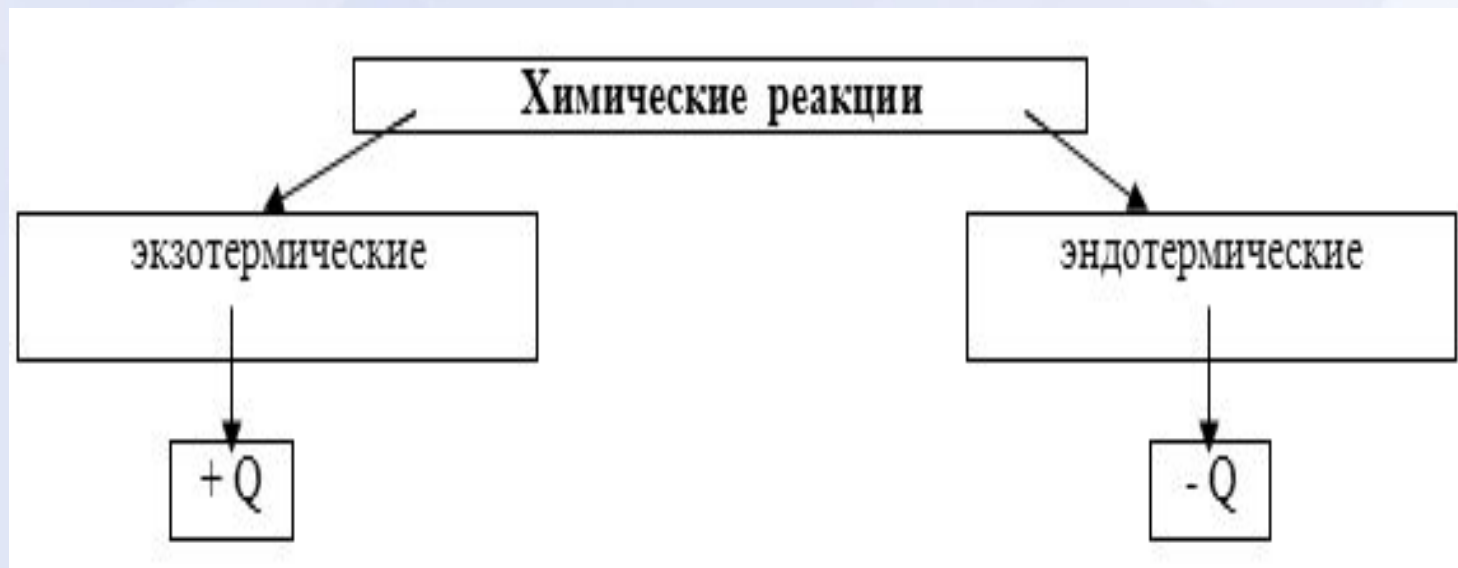 Химические реакции
экзотермические
эндотермические
+ Q
- Q